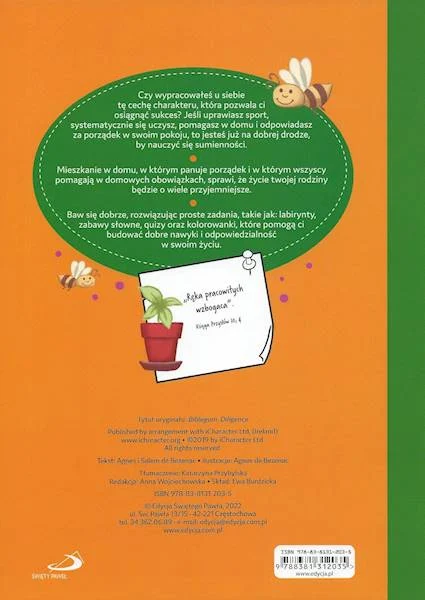 Czy wypracowałeś u siebie
tę cechę charakteru, która pozwala ci
osiągnąć sukces? Jeśli uprawiasz sport,
systematycznie się uczysz, pomagasz w domu i odpowiadasz
za porządek w swoim pokoju, to jesteś już na dobrej drodze,
by nauczyć się sumienności.
Mieszkanie w domu, w którym panuje porządek i w którym wszyscy
pomagają w domowych obowiązkach, sprawi, że życie twojej rodziny
będzie o wiele przyjemniejsze.
Baw się dobrze, rozwiązując proste zadania, takie jak: labirynty,
zabawy słowne, quizy oraz kolorowanki, które pomogą ci
budować dobre nawyki i odpowiedzialność
w swoim życiu.
„Ręka pracowitych
wzbogaca”.
Księga Przysłów 10, 4
Tytuł oryginału: Biblegum. Diligence
Published by arrangement with iCharacter Ltd. (Ireland)
www.icharacter.org • ©2019 by iCharacter Ltd.
All rights reserved.
Tekst: Agnes i Salem de Bezenac • Ilustracje: Agnes de Bezenac
Tłumaczenie: Katarzyna Przybylska
Redakcja: Anna Wojciechowska • Skład: Ewa Burdzicka
ISBN 978-83-8131-203-5
© Edycja Świętego Pawła, 2022
ul. Św. Pawła 13/15 • 42-221 Częstochowa
tel. 34 362 06 89 • e-mail: edycja@edycja.com.pl
www.edycja.pl
ŚWIĘTY PAWEŁ
ISBN 978-83-8131-203-5
9 788381 312035
www.edycja.pl